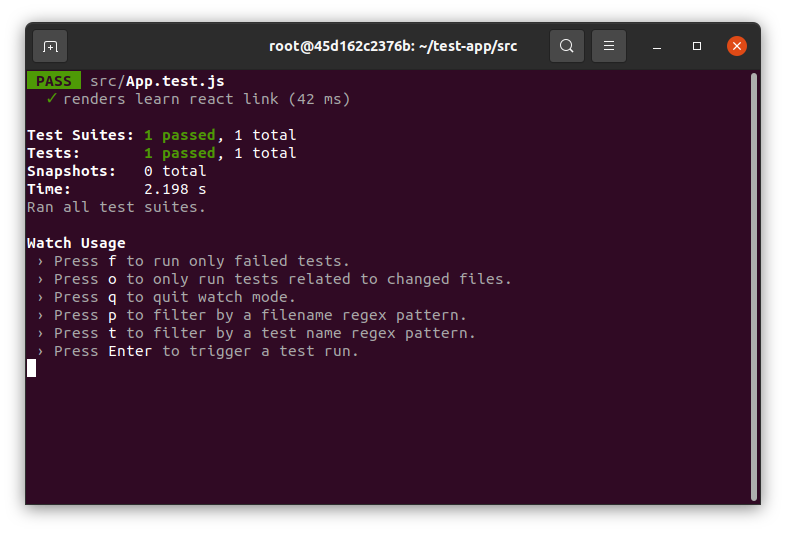 root@45d162c2376b: ~/test-app/src
PASS src/App.test.js
✓ renders learn react link (42 ms)
Test Suites: 1 passed, 1 total
Tests: 1 passed, 1 total
Snapshots: 0 total
Time: 2.198 s
Ran all test suites.
Watch Usage
› Press f to run only failed tests.
› Press o to only run tests related to changed files.
› Press q to quit watch mode.
› Press p to filter by a filename regex pattern.
› Press t to filter by a test name regex pattern.
› Press Enter to trigger a test run.